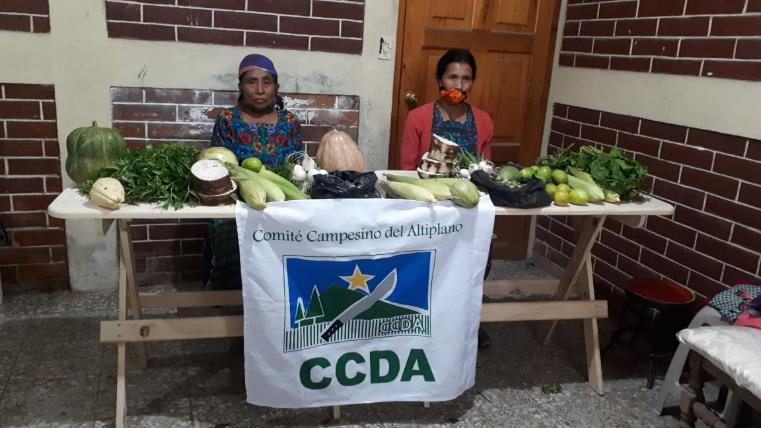 Comité Campesino del Altiplano
CCDA
CCDA